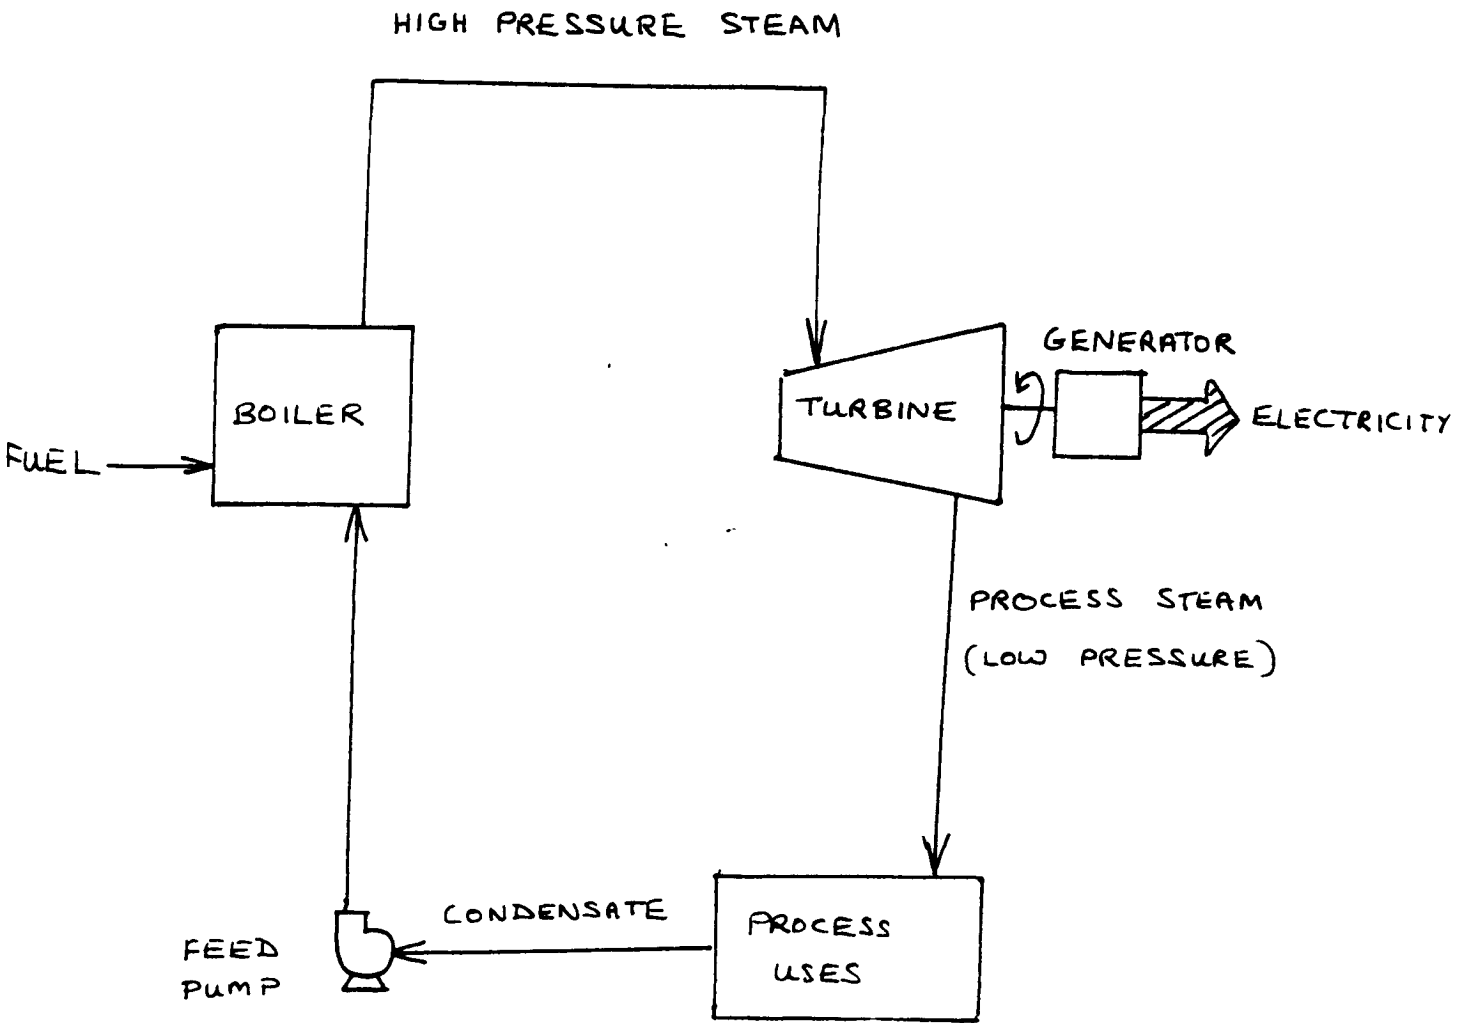 HIGH PRESSURE STEAM
GENERATOR
BOILER
TURBINE
ELECTRICITY
FUEL
PROCESS STEAM
(LOW PRESSURE)
CONDENSATE
PROCESS
USES
FEED
PUMP